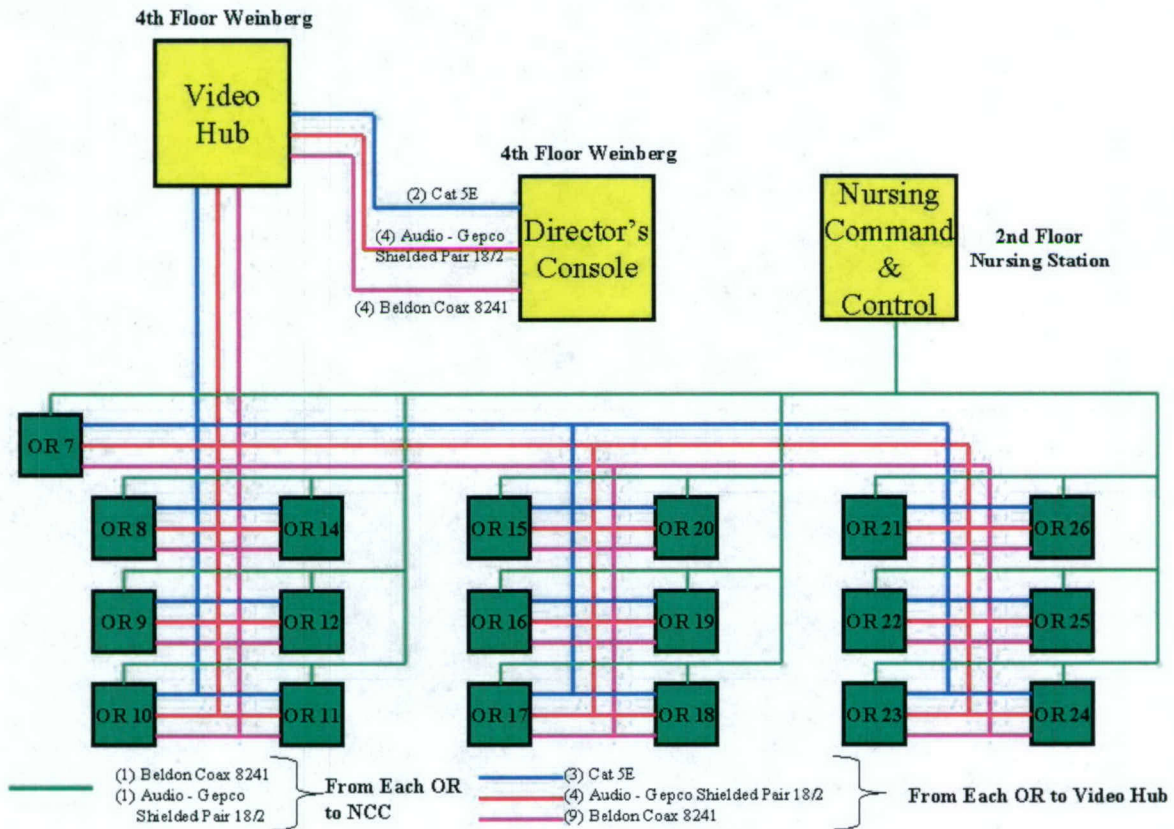 4th Floor Weinberg
Video
Hub
4th Floor Weinberg
(2) Cat 5E
(4) Audio - Gepco
Shielded Pair 18/2
(4) Beldon Coax 8241
Director's
Console
Nursing
Command
&
Control
2nd Floor
Nursing Station
OR 7
OR 8
OR 14
OR 15
OR 20
OR 21
OR 26
OR 9
OR 12
OR 16
OR 19
OR 22
OR 25
OR 10
OR 11
OR 17
OR 18
OR 23
OR 24
(1) Beldon Coax 8241
(1) Audio - Gepco
Shielded Pair 18/2
From Each OR
to NCC
(3) Cat 5E
(4) Audio - Gepco Shielded Pair 18/2
(9) Beldon Coax 8241
From Each OR to Video Hub